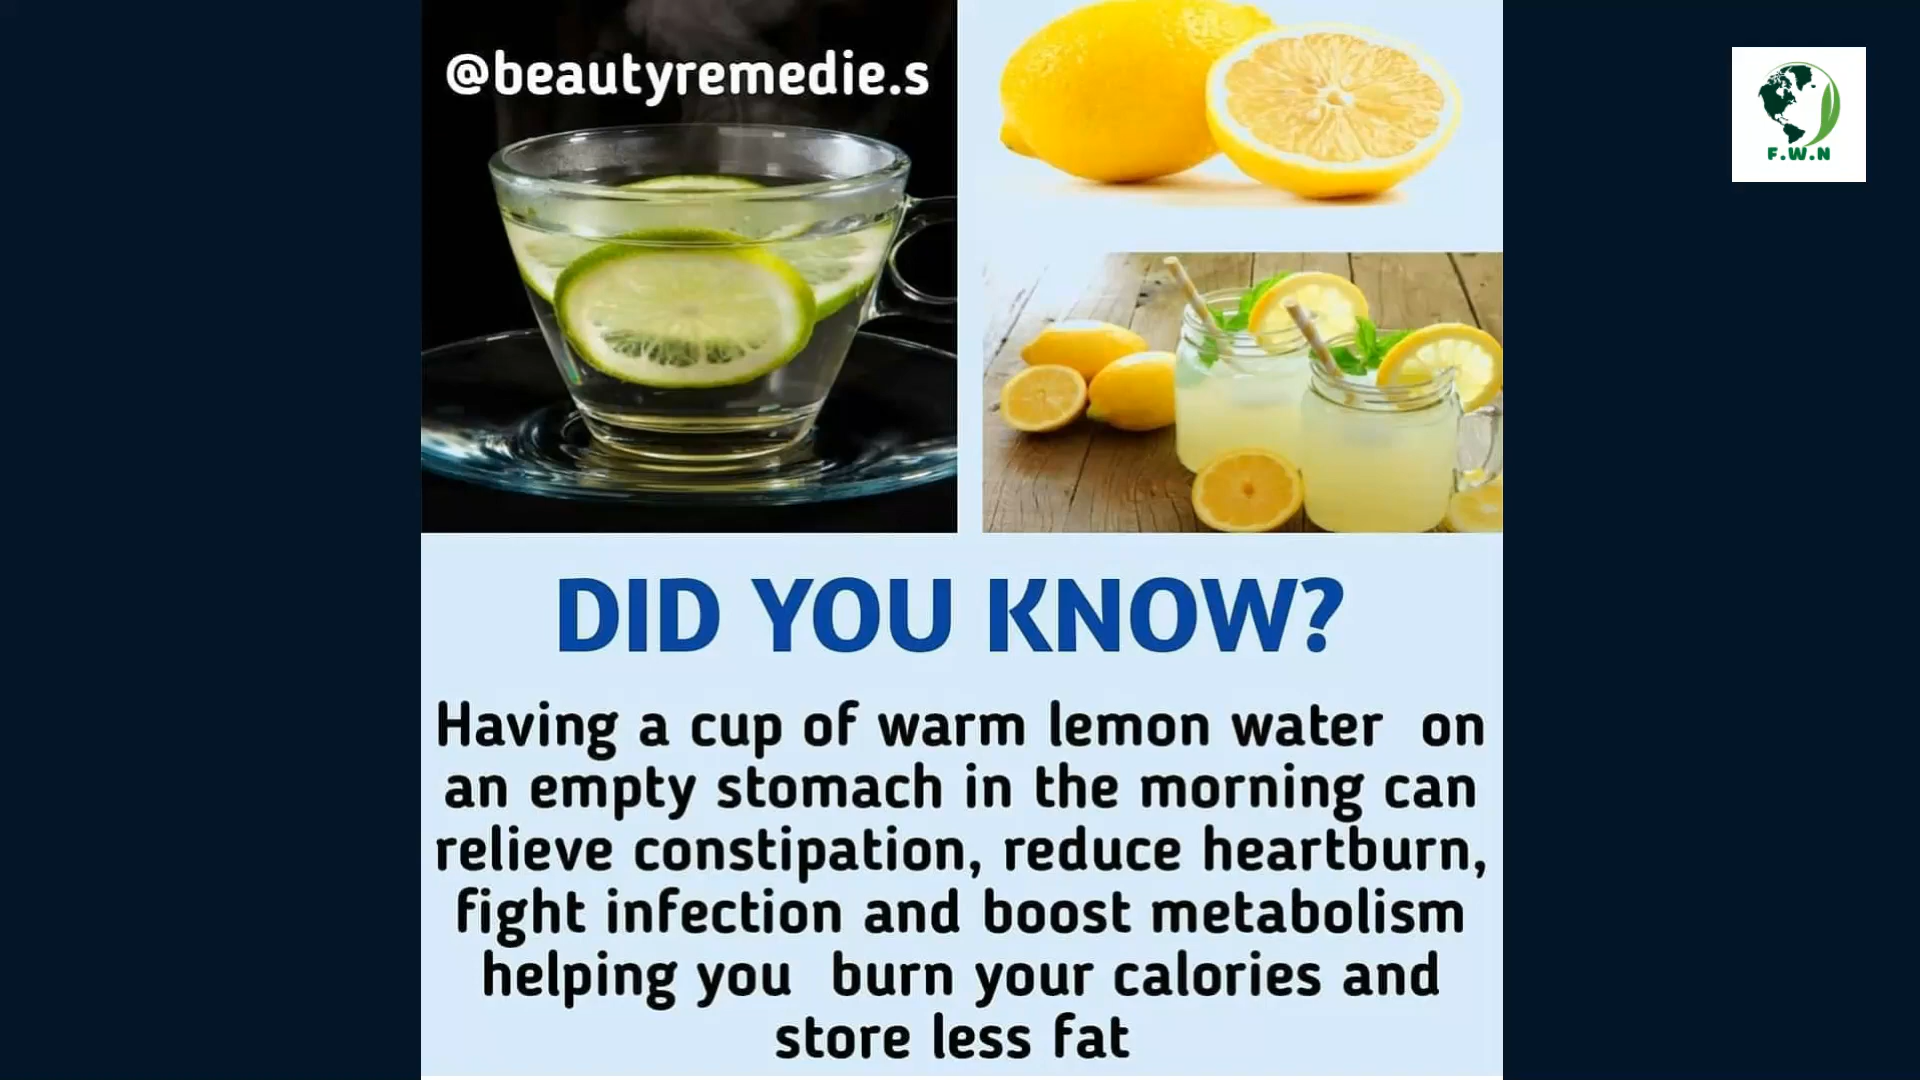 @beautyremedie.s
F.W.N
DID YOU KNOW?
Having a cup of warm lemon water on
an empty stomach in the morning can
relieve constipation, reduce heartburn,
fight infection and boost metabolism
helping you burn your calories and
store less fat